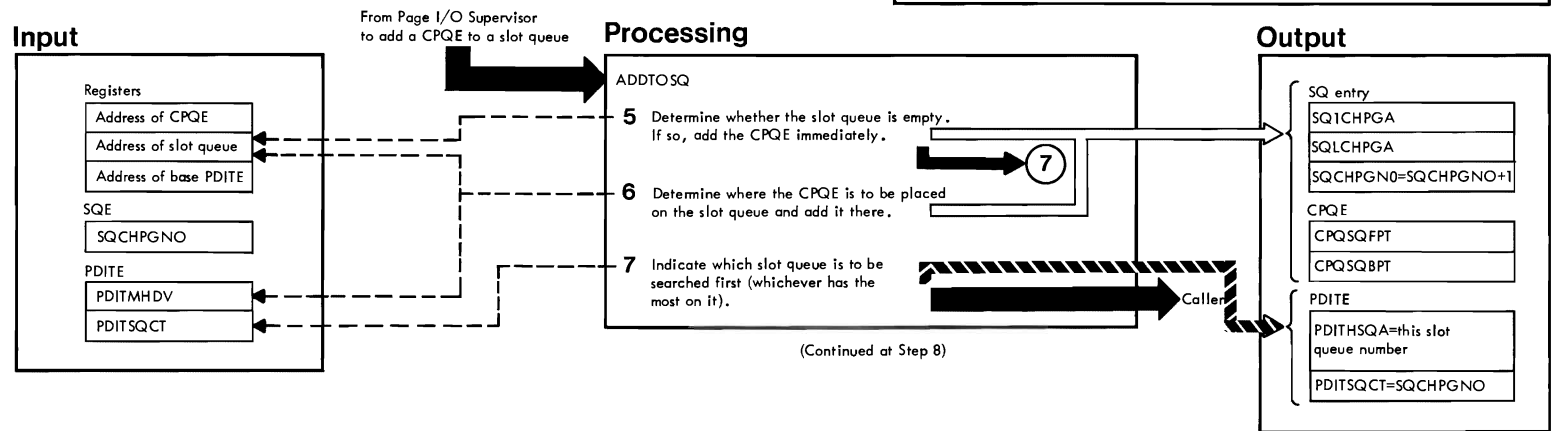 From Page I/O Supervisor
to add a CPQE to a slot queue
Input
Registers
Address of CPQE
Address of slot queue
Address of base PDITE
SQE
SQCHPGNO
PDITE
PDITMHDV
PDITSQCT
Processing
ADDTOSQ
5 Determine whether the slot queue is empty.
If so, add the CPQE immediately.
7
6 Determine where the CPQE is to be placed
on the slot queue and add it there.
7 Indicate which slot queue is to be
searched first (whichever has the
most on it).
Caller
(Continued at Step 8)
Output
SQ entry
SQ1CHPGA
SQLCHPGA
SQCHPGN0=SQCHPGNO+1
CPQE
CPQSQFPT
CPQSQBPT
PDITE
PDITHSQA=this slot
queue number
PDITSQCT=SQCHPGNO